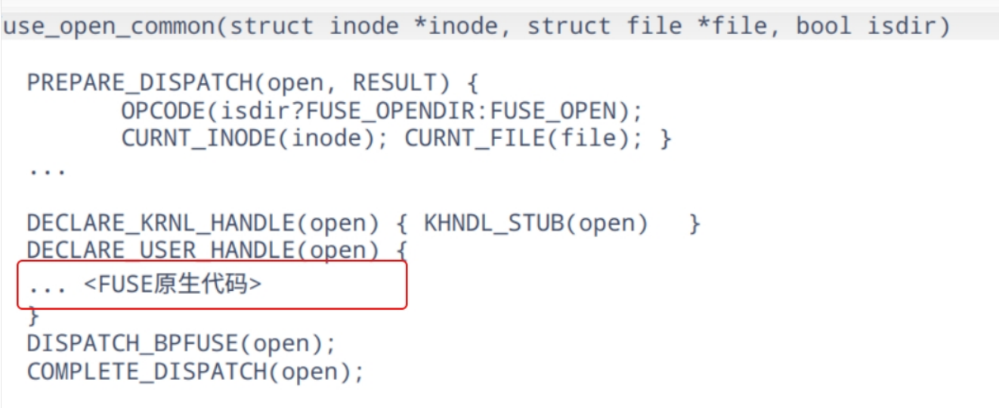 use_open_common(struct inode *inode, struct file *file, bool isdir)
PREPARE_DISPATCH(open, RESULT) {
OPCODE(isdir?FUSE_OPENDIR:FUSE_OPEN);
CURNT_INODE(inode); CURNT_FILE(file); }
...
DECLARE_KRNL_HANDLE(open) { KHNDL_STUB(open) }
DECLARE_USER_HANDLE(open) {
... <FUSE原生代码>
}
DISPATCH_BPFUSE(open);
COMPLETE_DISPATCH(open);